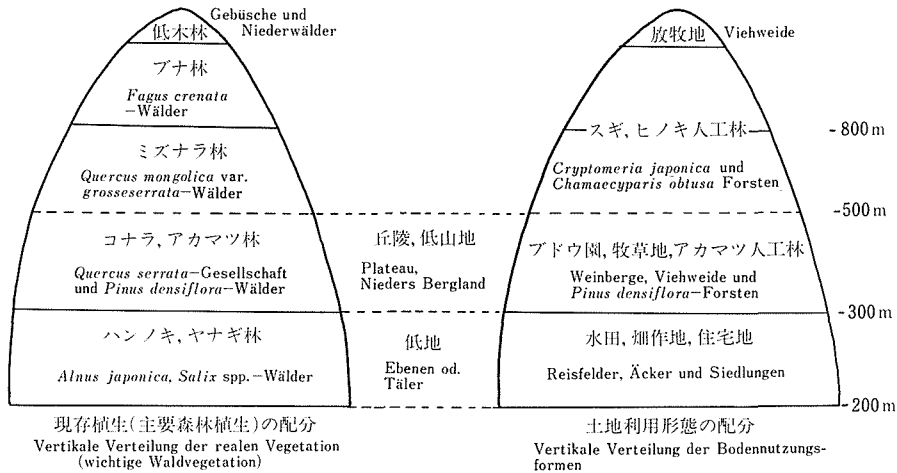 低木林
Gebüsche und
Niederwälder
ブナ林
Fagus crenata
–Wälder
ミズナラ林
Quercus mongolica var.
grosseserrata–Wälder
コナラ, アカマツ林
Quercus serrata–Gesellschaft
und Pinus densiflora–Wälder
ハンノキ, ヤナギ林
Alnus japonica, Salix spp.–Wälder
現存植生(主要森林植生)の配分
Vertikale Verteilung der realen Vegetation
(wichtige Waldvegetation)
丘陵, 低山地
Plateau,
Nieders Bergland
低地
Ebenen od.
Täler
放牧地
Viehweide
スギ, ヒノキ人工林
Cryptomeria japonica und
Chamaecyparis obtusa Forsten
ブドウ園, 牧草地, アカマツ人工林
Weinberge, Viehweide und
Pinus densiflora–Forsten
水田, 畑作地, 住宅地
Reisfelder, Äcker und Siedlungen
土地利用形態の配分
Vertikale Verteilung der Bodennutzungs-
formen
-800m
-500m
-300m
-200m